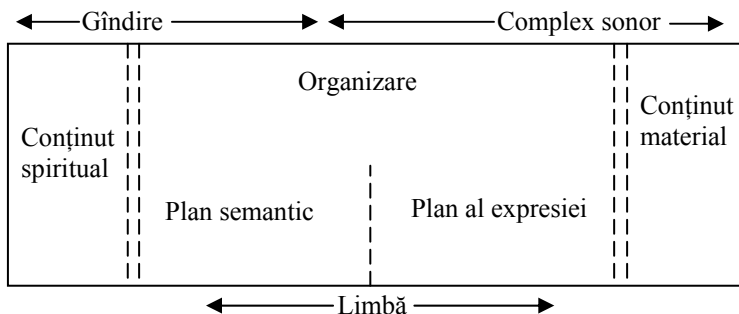 Gîndire Complex sonor
Organizare
Conținut
spiritual
Conținut
material
Plan semantic Plan al expresiei
Limbă